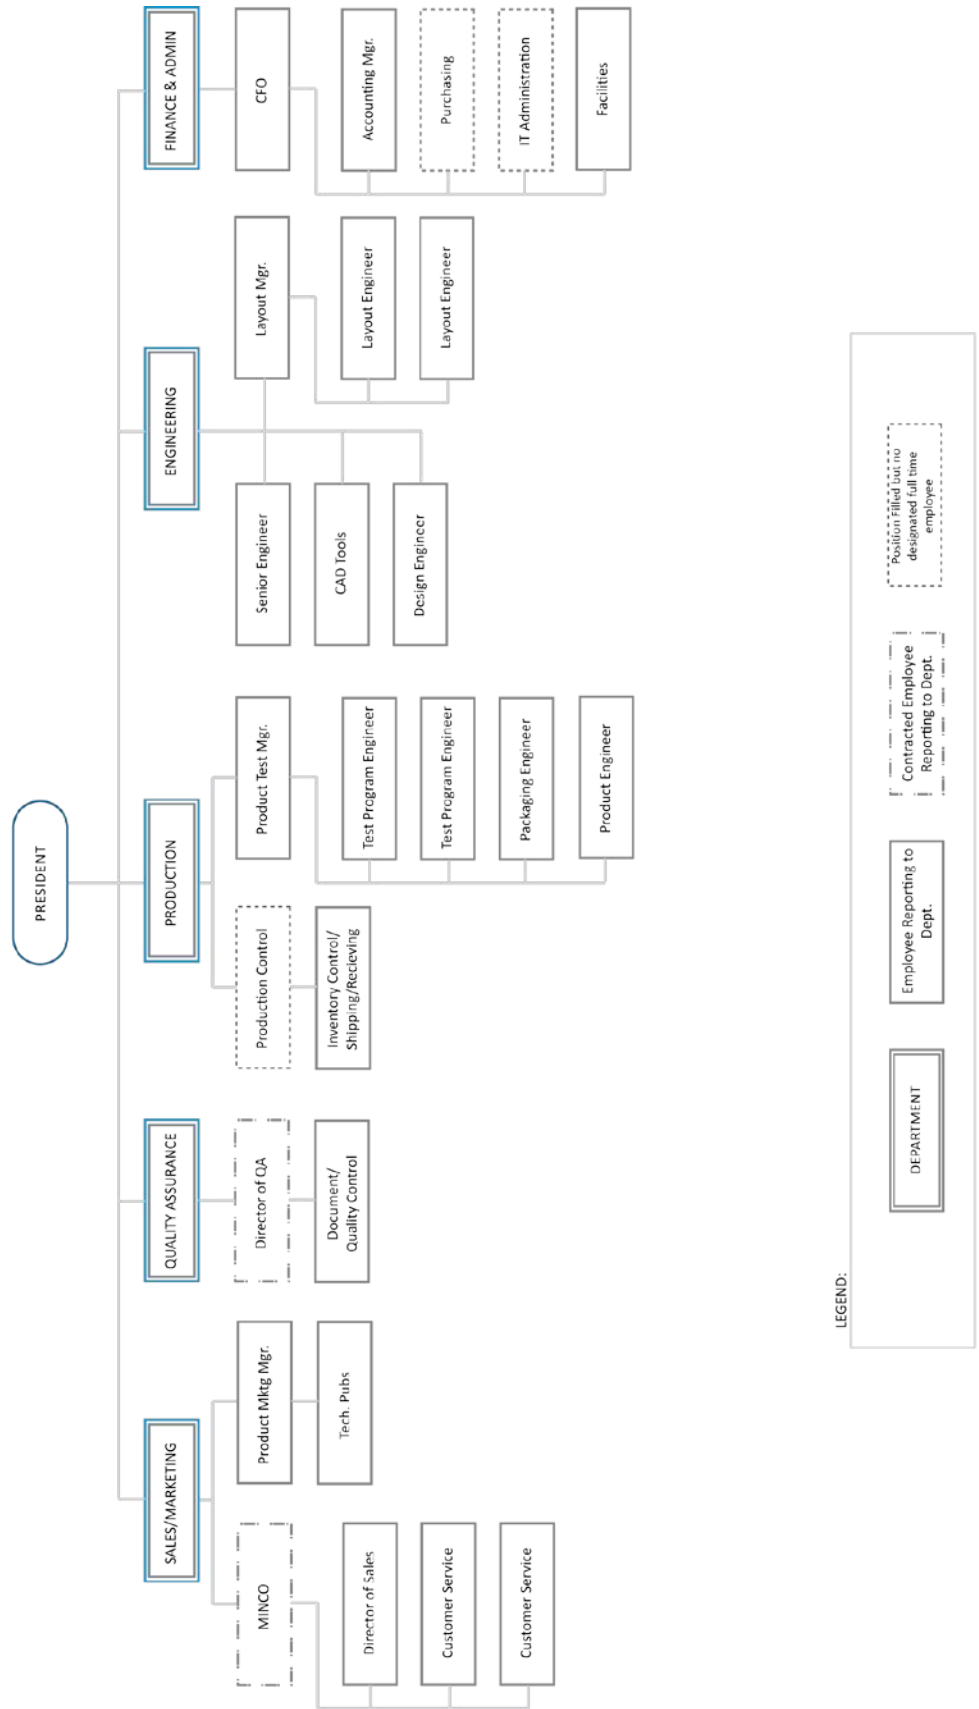 PRESIDENT
SALES/MARKETING
QUALITY ASSURANCE
PRODUCTION
ENGINEERING
FINANCE & ADMIN
MINCO
Director of Sales
Customer Service
Customer Service
Product Mktg Mgr.
Tech. Pubs
Director of QA
Document/
Quality Control
Production Control
Inventory Control/
Shipping/Recieving
Product Test Mgr.
Test Program Engineer
Test Program Engineer
Packaging Engineer
Product Engineer
Senior Engineer
CAD Tools
Design Engineer
Layout Mgr.
Layout Engineer
Layout Engineer
CFO
Accounting Mgr.
Purchasing
IT Administration
Facilities
LEGEND:
DEPARTMENT
Employee Reporting to
Dept.
Contracted Employee
Reporting to Dept.
Position Filled but no
designated full time
employee